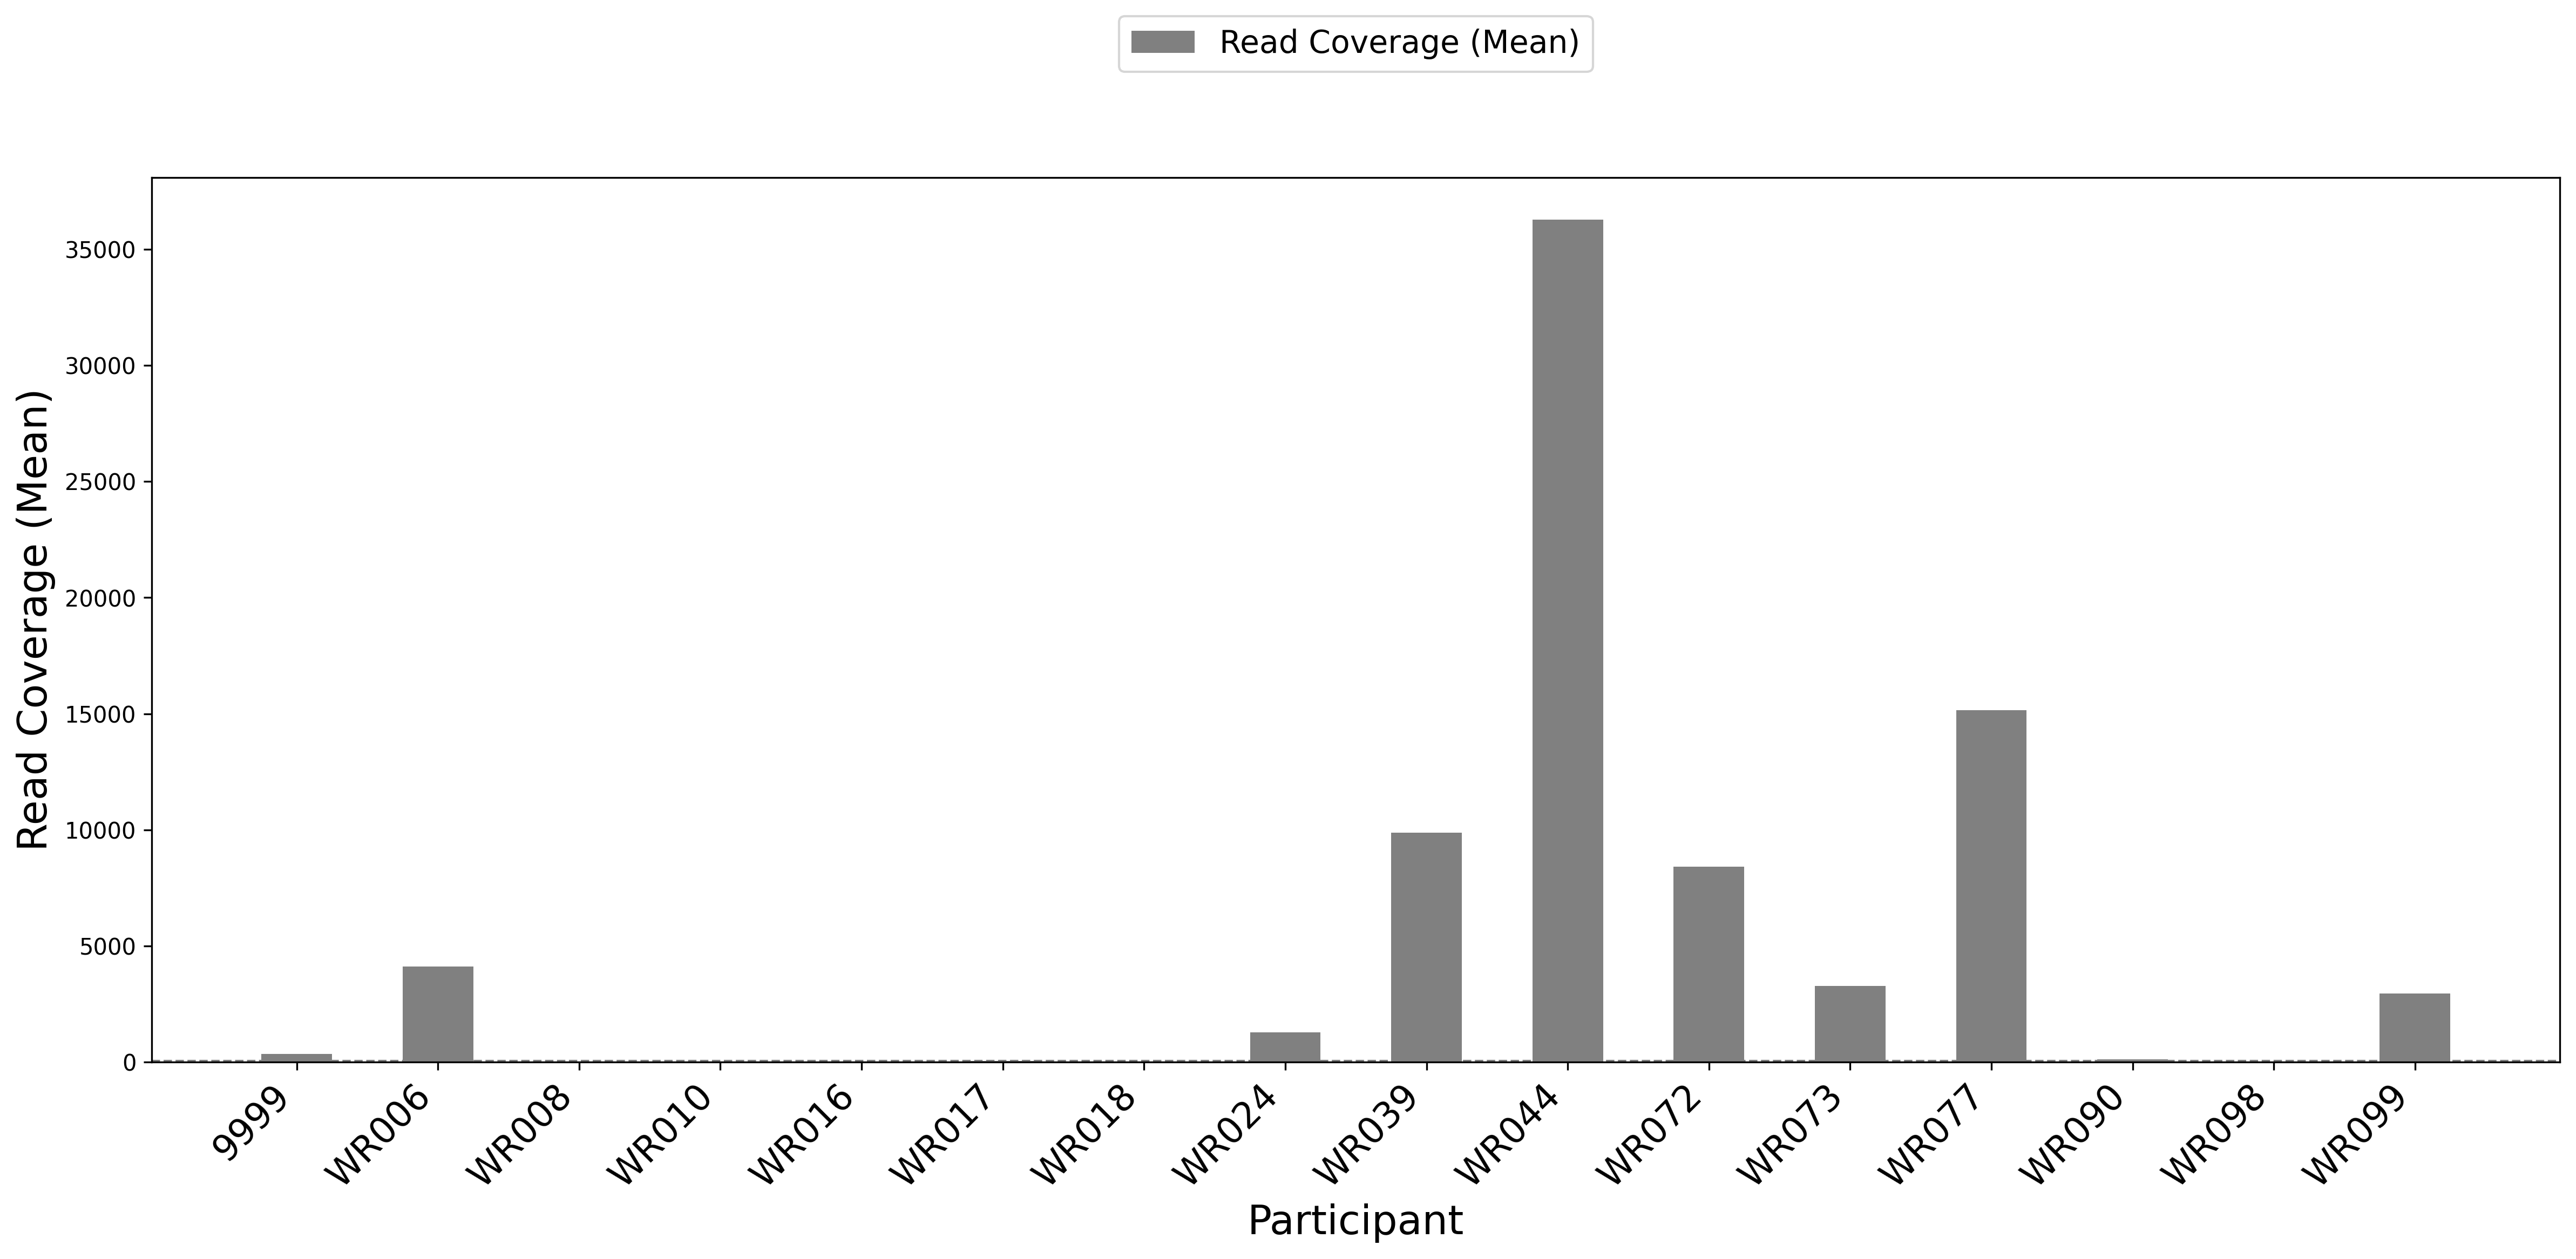 Read Coverage (Mean)
Read Coverage (Mean)
35000
30000
25000
20000
15000
10000
5000
0
9999
WR006
WR008
WR010
WR016
WR017
WR018
WR024
WR039
WR044
WR072
WR073
WR077
WR090
WR098
WR099
Participant